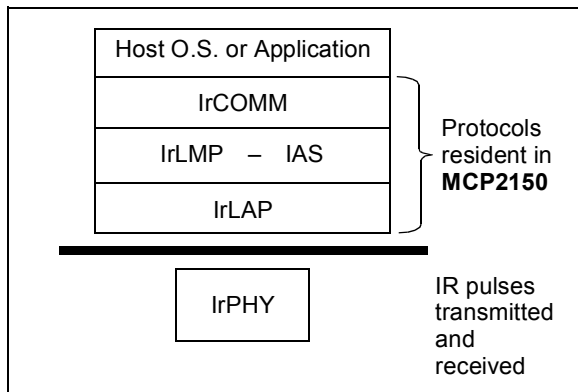 Host O.S. or Application
IrCOMM
IrLMP – IAS
IrLAP
Protocols
resident in
MCP2150
IrPHY
IR pulses
transmitted
and
received